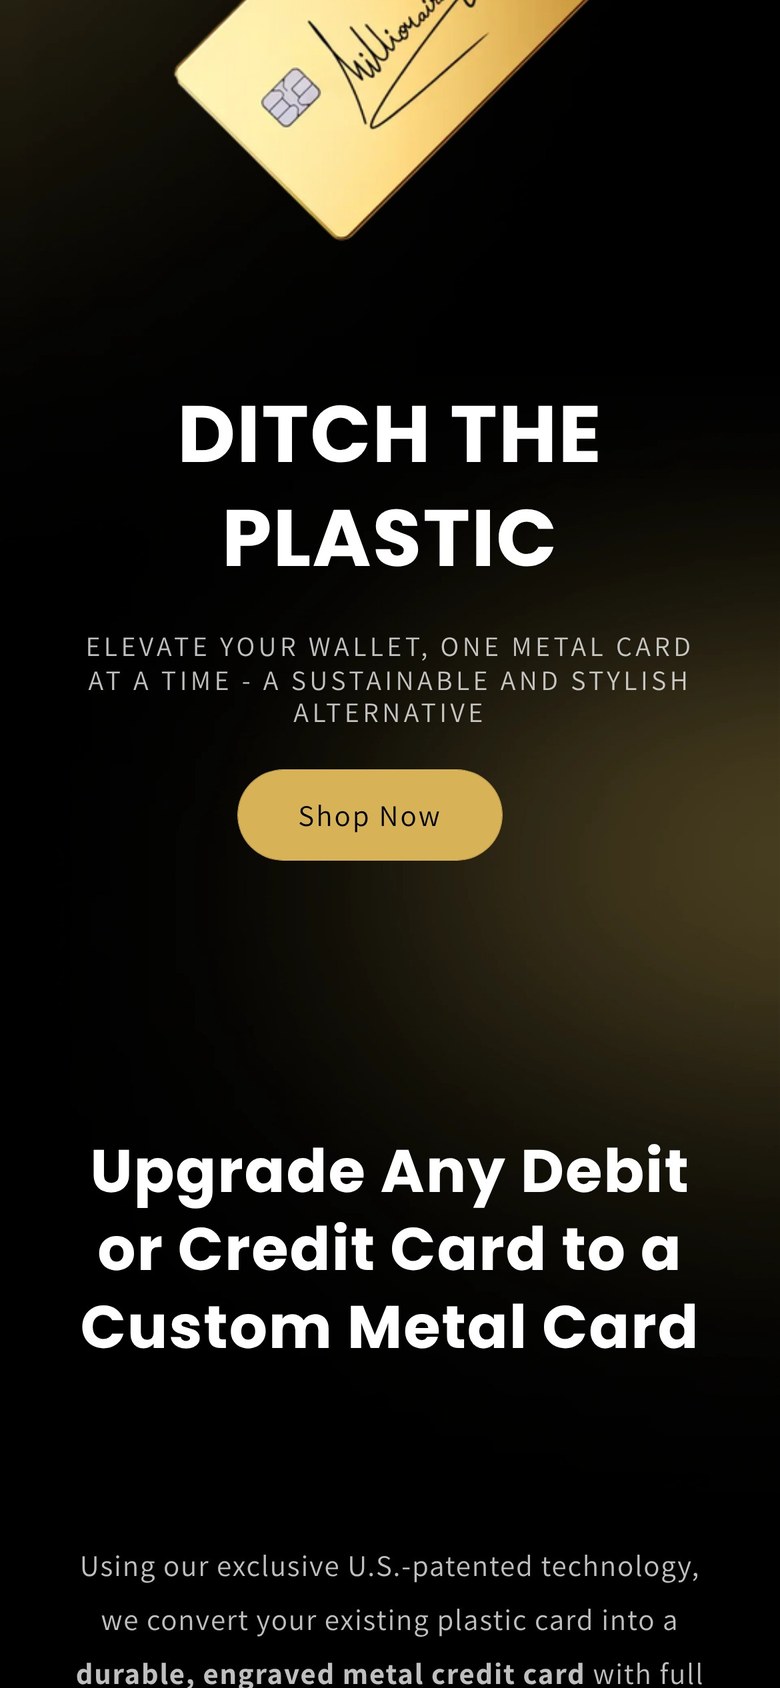 DITCH THE
PLASTIC
ELEVATE YOUR WALLET, ONE METAL CARD
AT A TIME - A SUSTAINABLE AND STYLISH
ALTERNATIVE
Shop Now
Upgrade Any Debit
or Credit Card to a
Custom Metal Card
Using our exclusive U.S.-patented technology,
we convert your existing plastic card into a
durable, engraved metal credit card with full